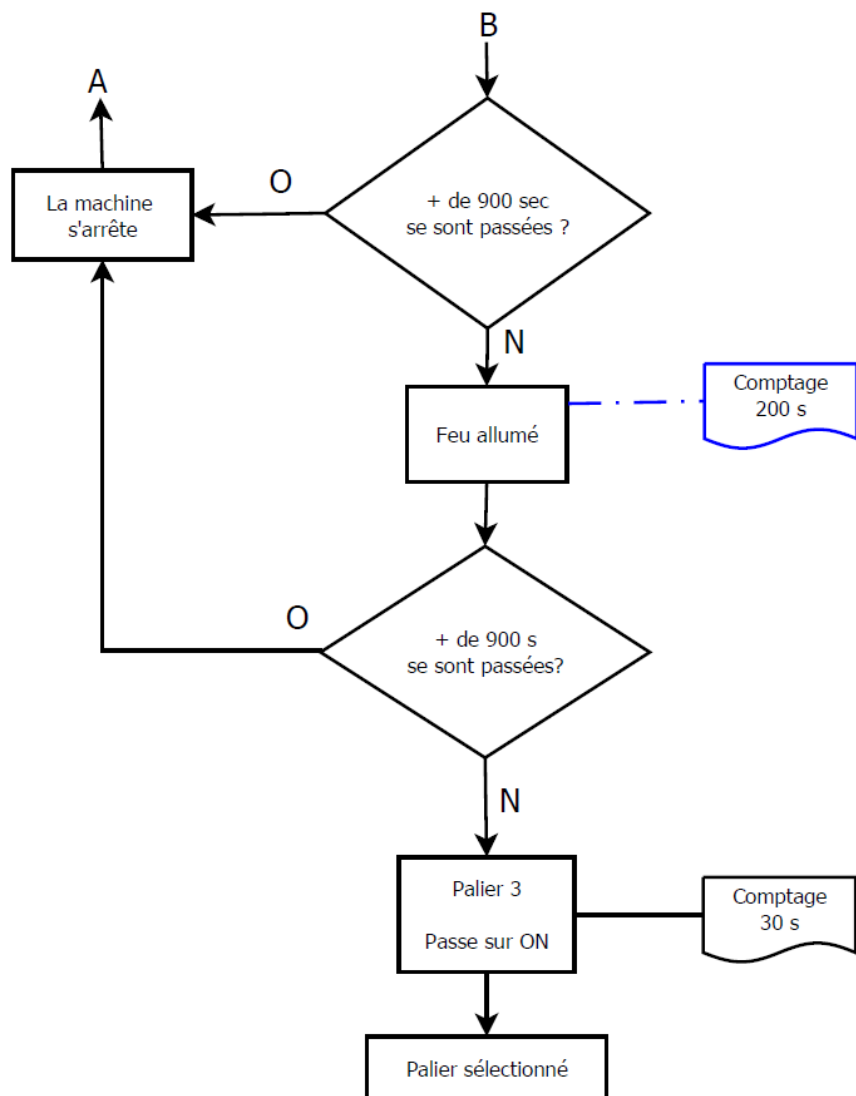 B
A
O
La machine
s'arrête
+ de 900 sec
se sont passées ?
N
Comptage
200 s
Feu allumé
O
+ de 900 s
se sont passées?
N
Palier 3
Passe sur ON
Comptage
30 s
Palier sélectionné